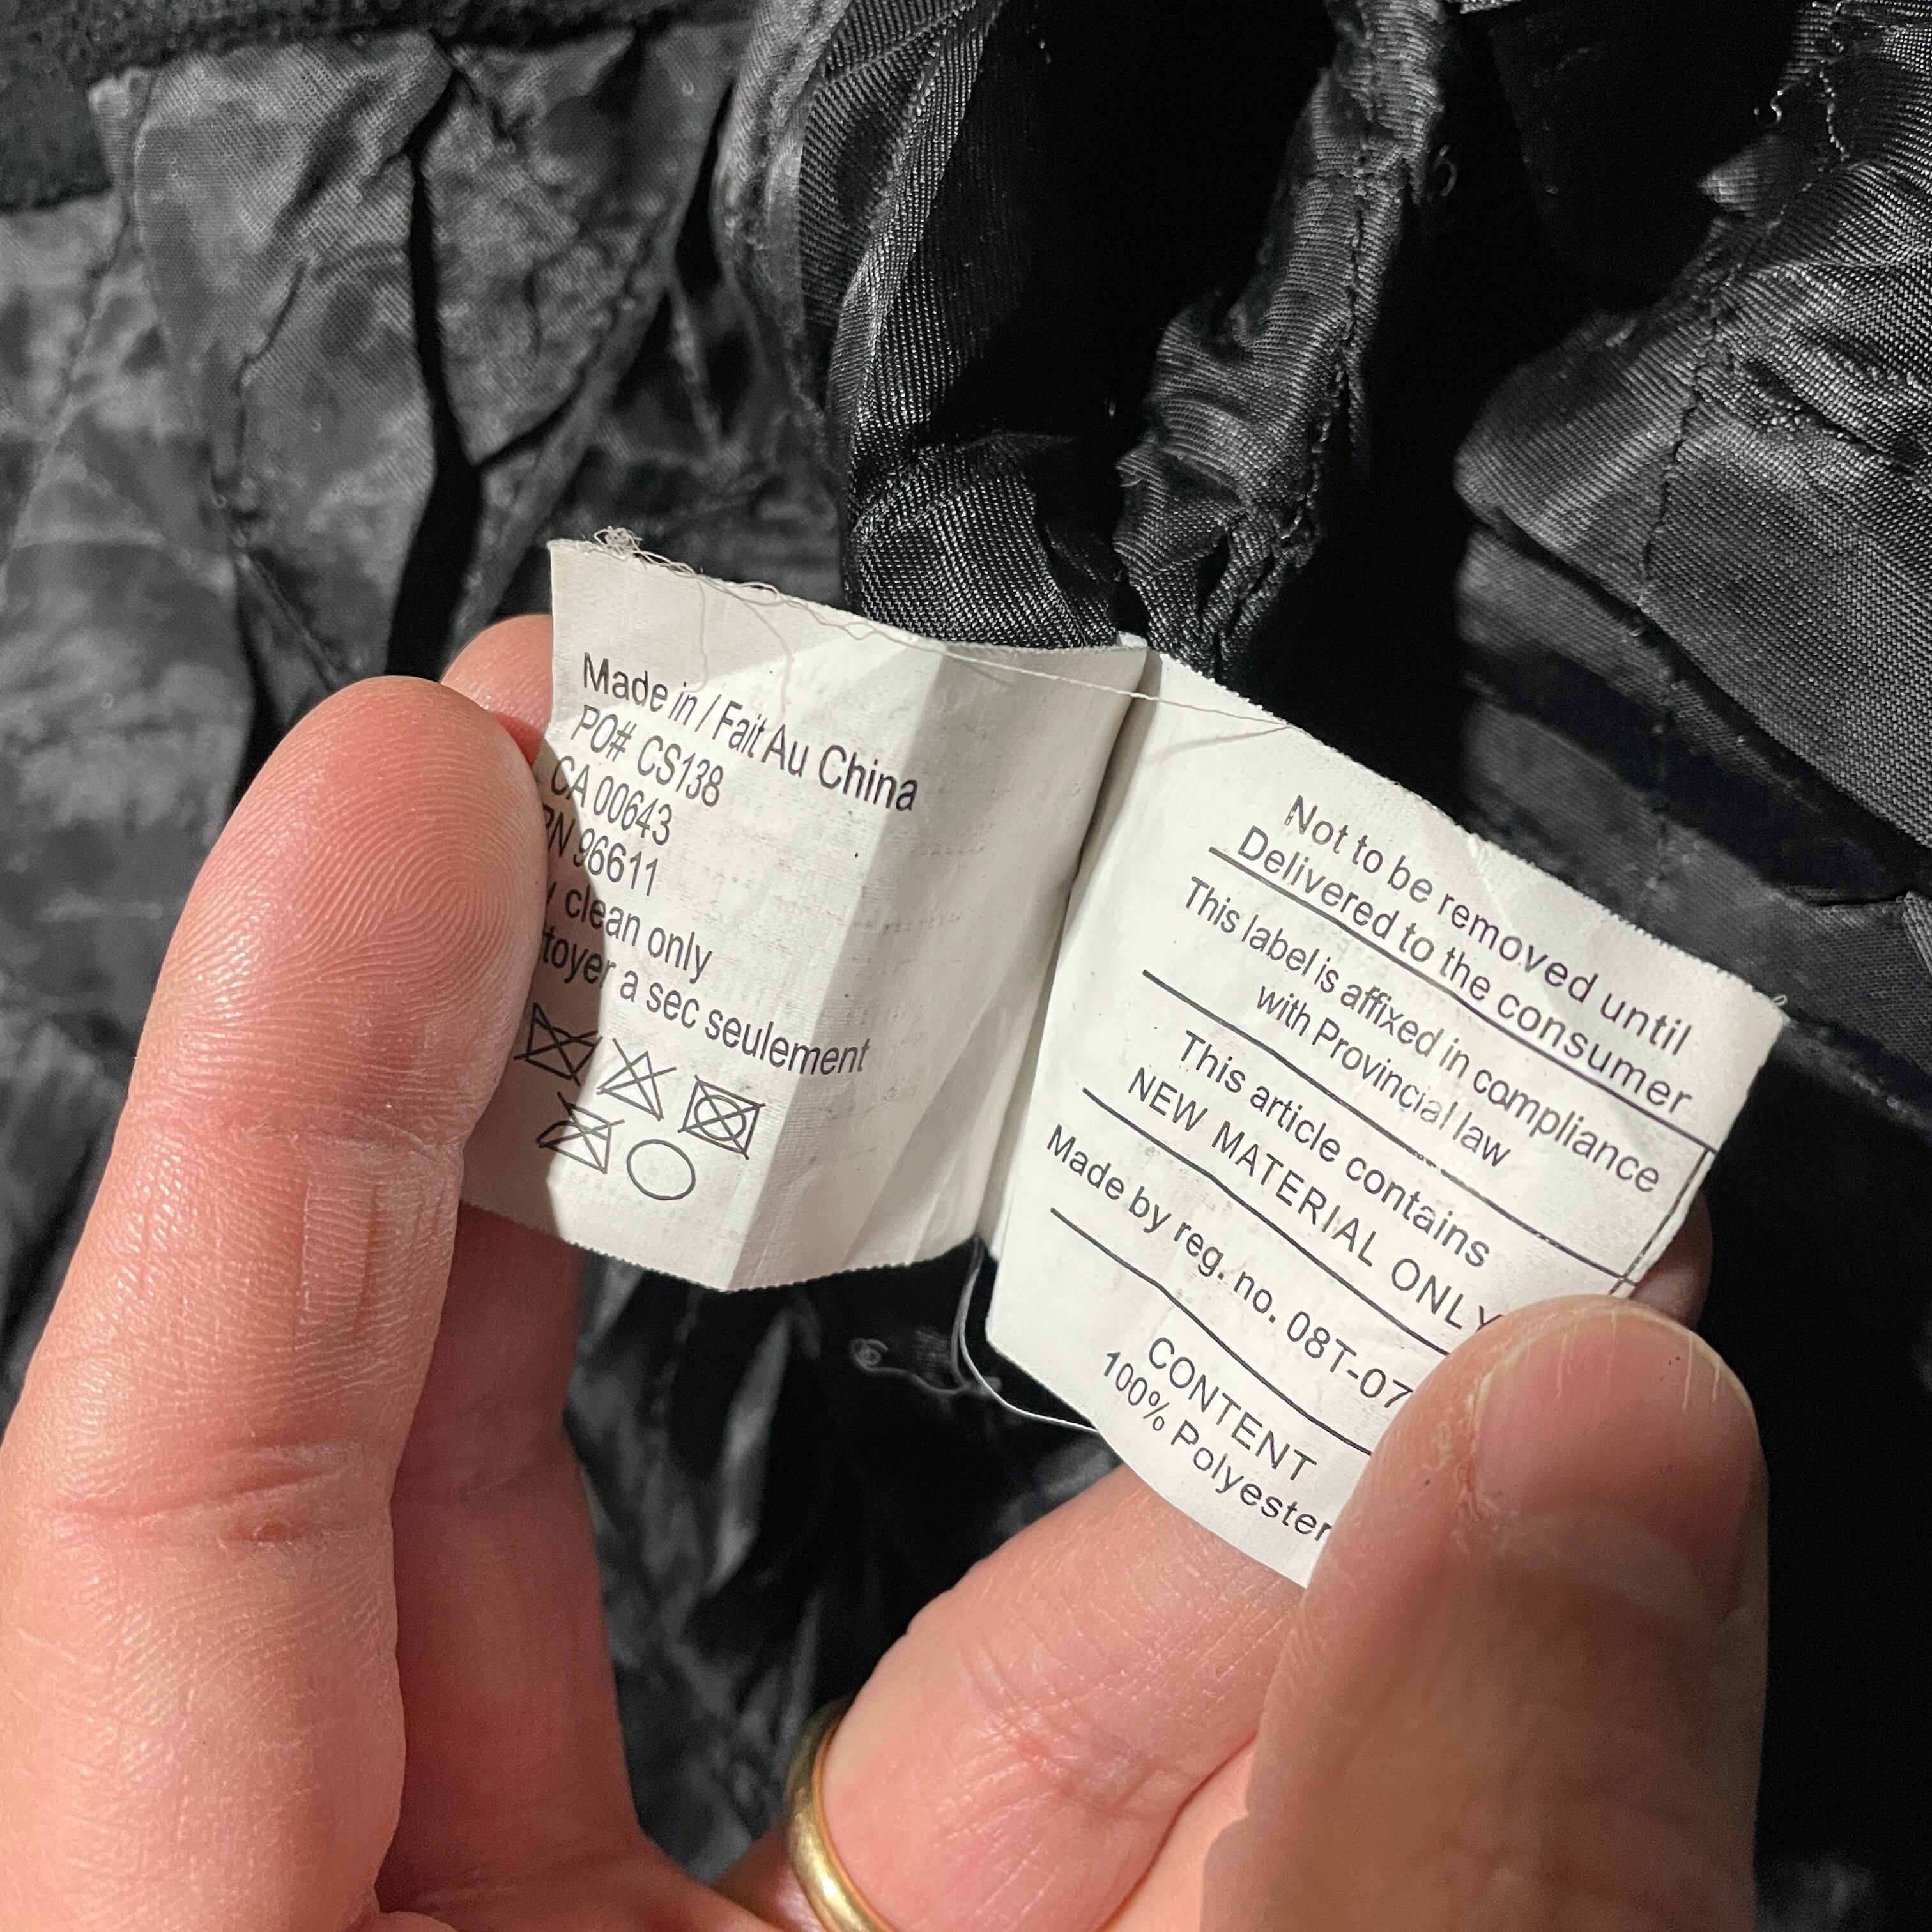 Made in / Fait Au China
PO# CS138
CA 00643
RN 96611
clean only
toyer a sec seulement
Not to be removed until
Delivered to the consumer
This label is affixed in compliance
with Provincial law
This article contains
NEW MATERIAL ONLY
Made by reg. no. 08T-07
CONTENT
100% Polyester